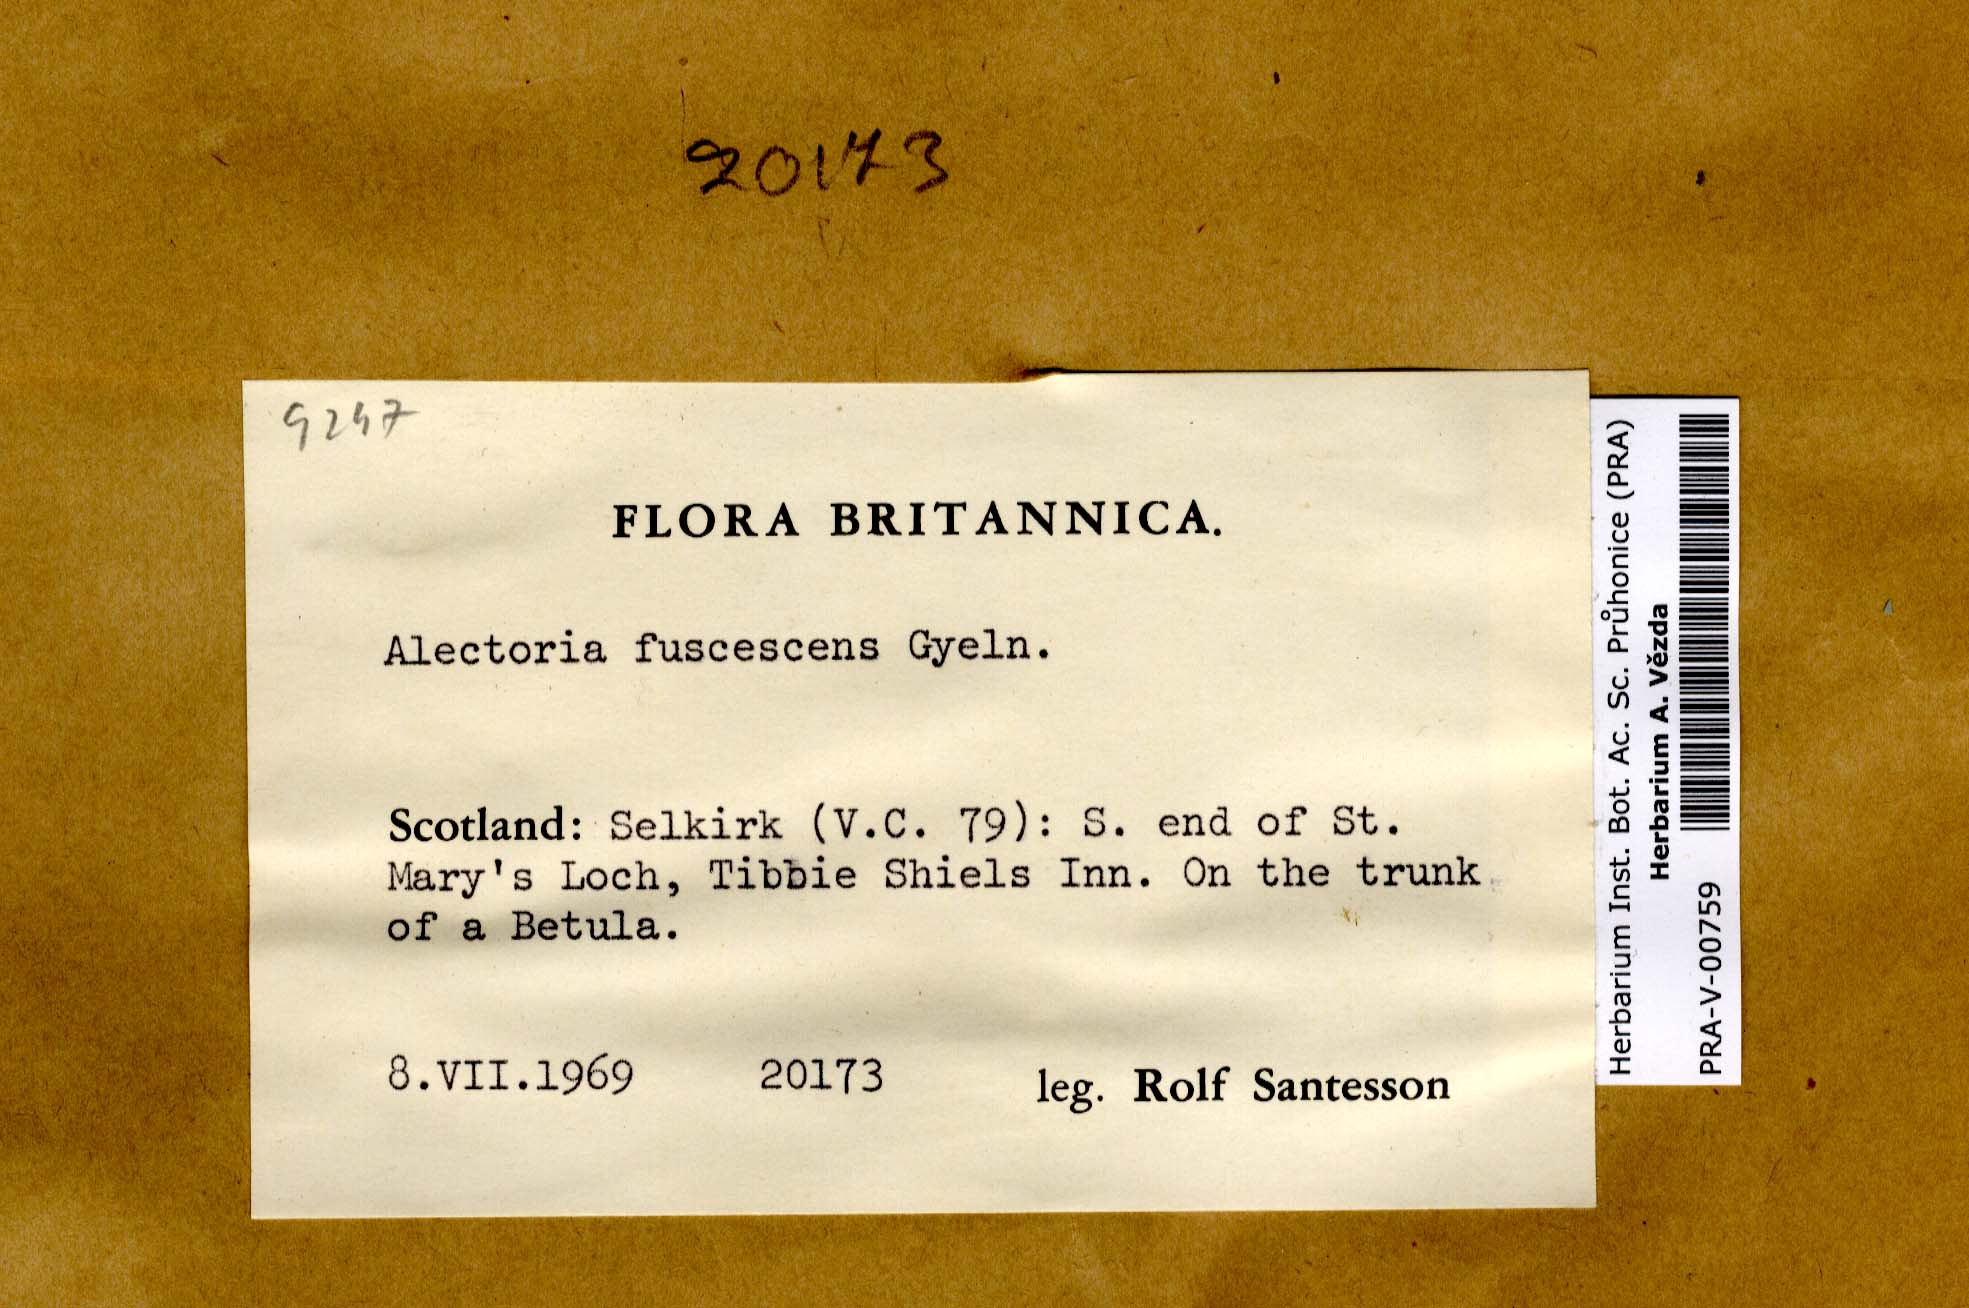 20173
9247
FLORA BRITANNICA.
Alectoria fuscescens Gyeln.
Scotland: Selkirk (V.C. 79): S. end of St.
Mary's Loch, Tibbie Shiels Inn. On the trunk
of a Betula.
8.VII.1969 20173 leg. Rolf Santesson
Herbarium Inst. Bot. Ac. Sc. Průhonice (PRA)
Herbarium A. Vězda
PRA-V-00759